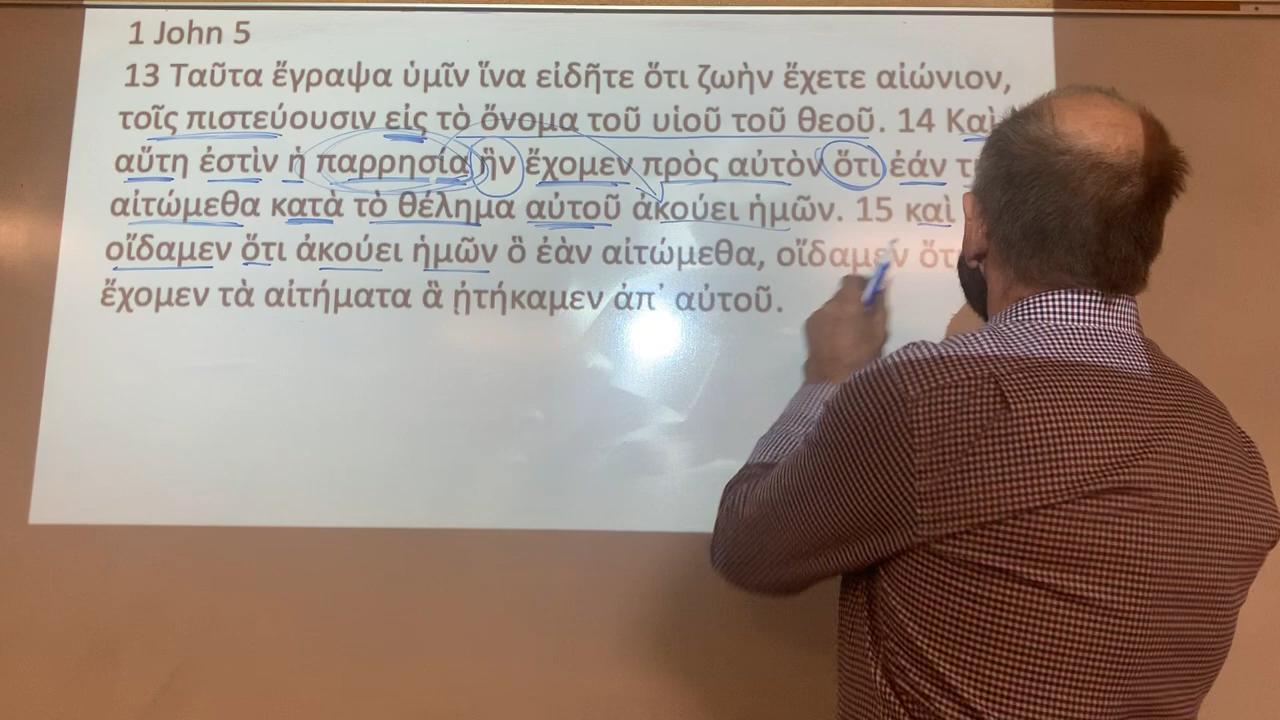 1 John 5
13 Ταῦτα ἔγραψα ὑμῖν ἵνα εἰδῆτε ὅτι ζωὴν ἔχετε αἰώνιον,
τοῖς πιστεύουσιν εἰς τὸ ὄνομα τοῦ υἱοῦ τοῦ θεοῦ. 14 Καὶ
αὕτη ἐστὶν ἡ παρρησία ἣν ἔχομεν πρὸς αὐτὸν ὅτι ἐάν
αἰτώμεθα κατὰ τὸ θέλημα αὐτοῦ ἀκούει ἡμῶν. 15 καὶ
οἴδαμεν ὅτι ἀκούει ἡμῶν ὃ ἐὰν αἰτώμεθα, οἴδαμεν
ἔχομεν τὰ αἰτήματα ἃ ᾐτήκαμεν ἀπ᾽ αὐτοῦ.